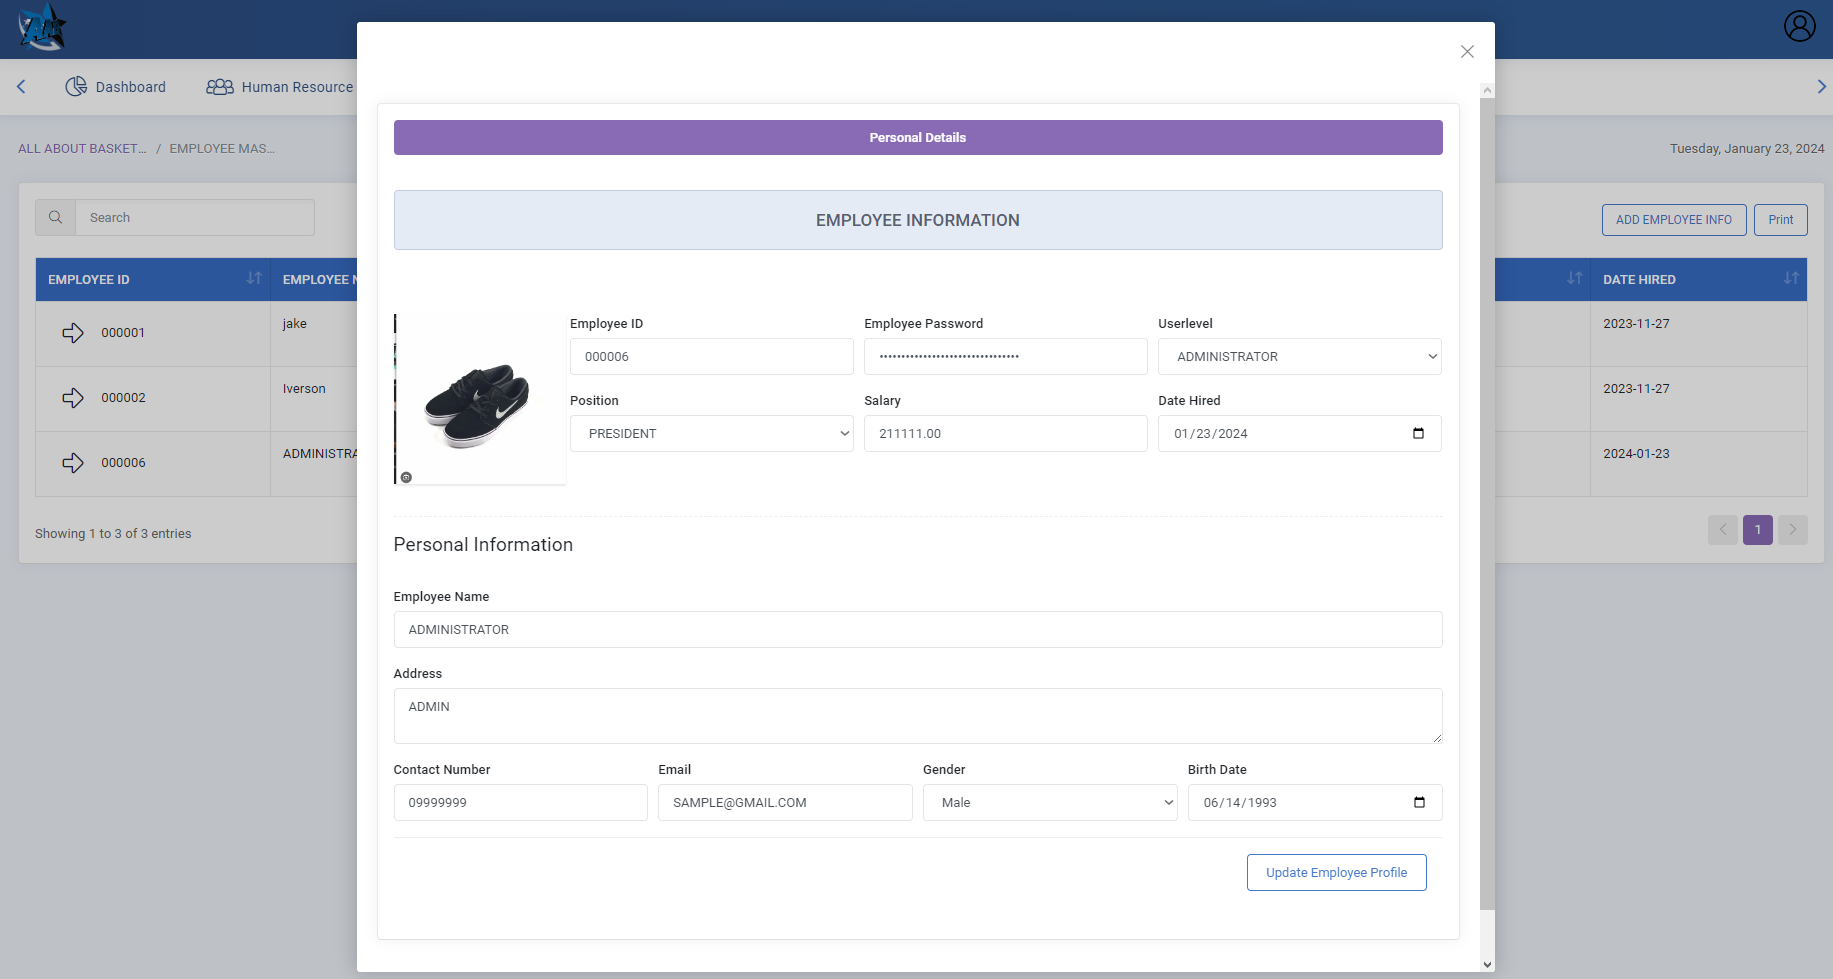 Dashboard
Human Resource
ALL ABOUT BASKET... / EMPLOYEE MAS...
Tuesday, January 23, 2024
Search
ADD EMPLOYEE INFO
Print
EMPLOYEE ID
EMPLOYEE N
DATE HIRED
000001
jake
2023-11-27
000002
Iverson
2023-11-27
000006
ADMINISTRA
2024-01-23
Showing 1 to 3 of 3 entries
1
Personal Details
EMPLOYEE INFORMATION
Employee ID
Employee Password
Userlevel
000006
•••••••••••••••••••••••••••••••
ADMINISTRATOR
Position
Salary
Date Hired
PRESIDENT
211111.00
01/23/2024
Personal Information
Employee Name
ADMINISTRATOR
Address
ADMIN
Contact Number
Email
Gender
Birth Date
09999999
SAMPLE@GMAIL.COM
Male
06/14/1993
Update Employee Profile